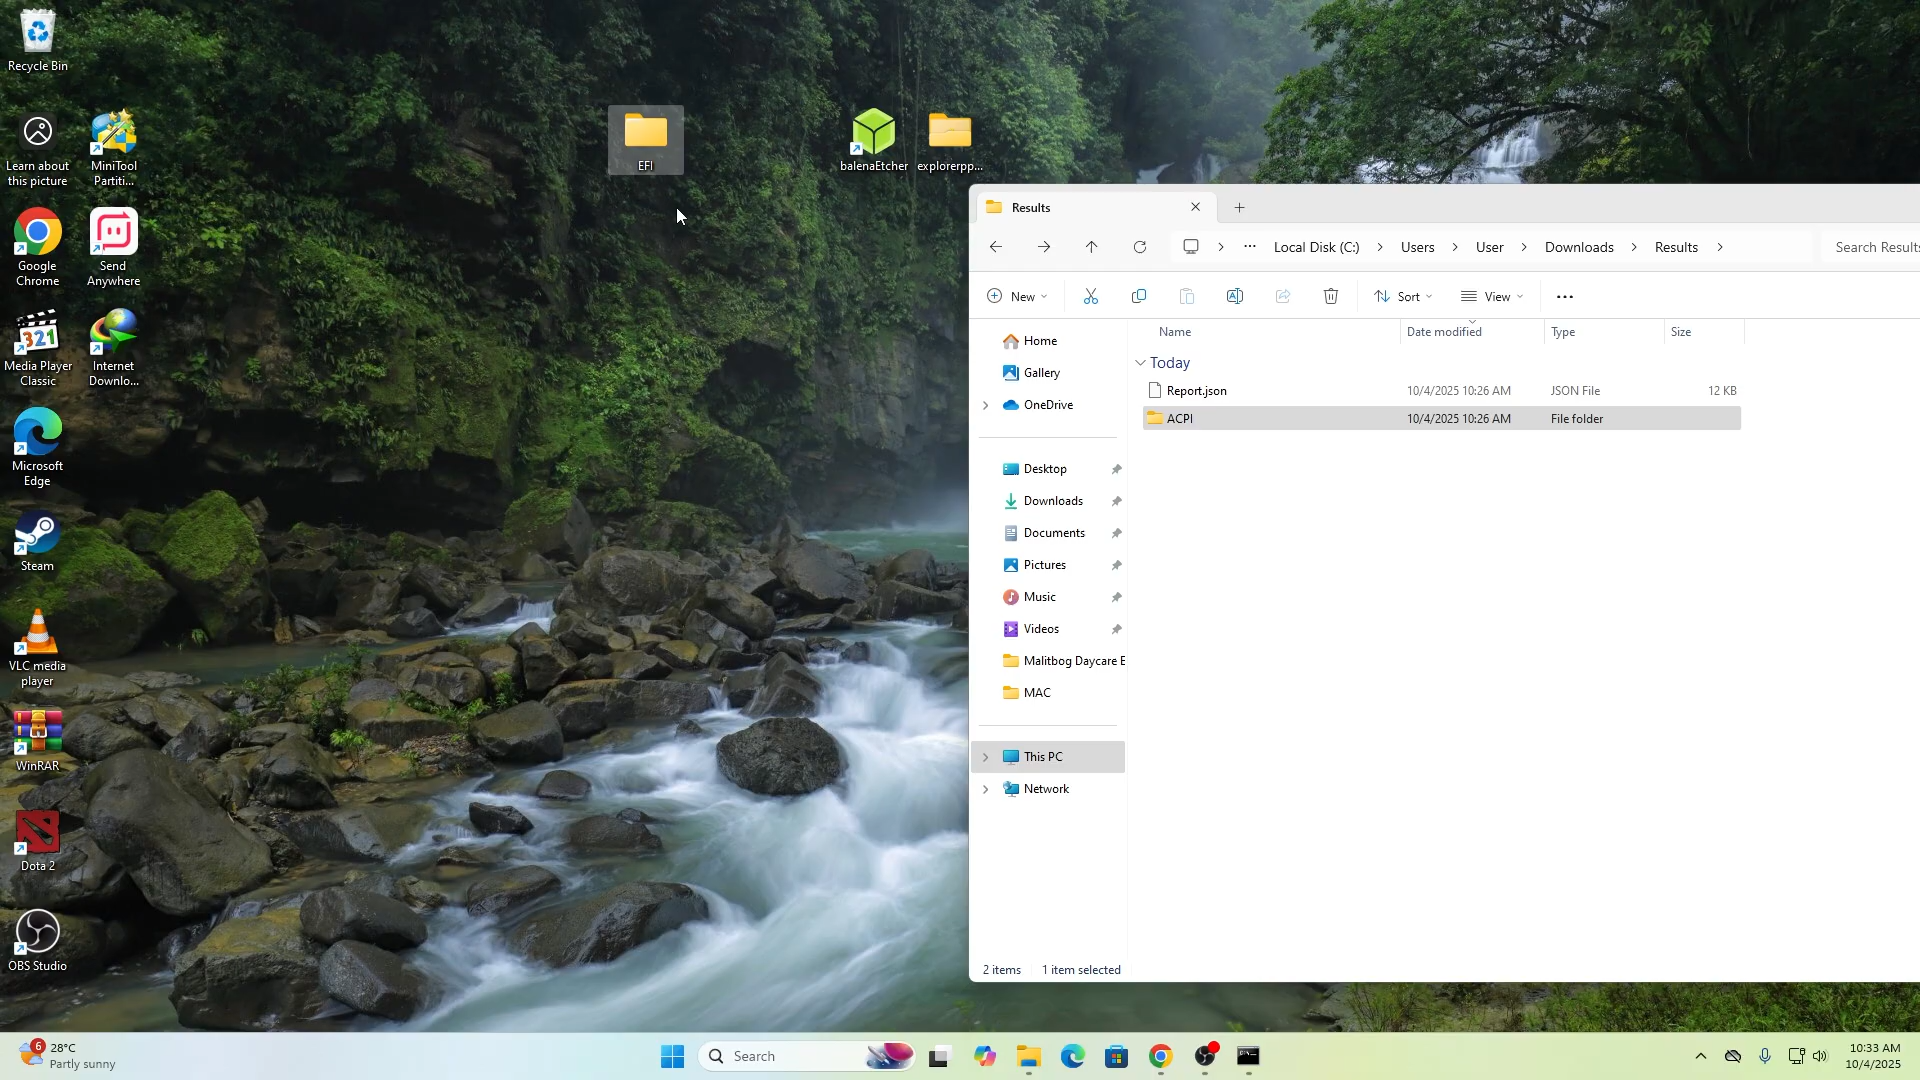 Recycle Bin
Learn about
this picture
MiniTool
Partiti...
Google
Chrome
Send
Anywhere
Media Player
Classic
Internet
Downlo...
Microsoft
Edge
Steam
VLC media
player
WinRAR
Dota 2
OBS Studio
EFI
balenaEtcher
explorerpp...
Results
Local Disk (C:)
Users
User
Downloads
Results
Search Results
New
Sort
View
Home
Gallery
OneDrive
Desktop
Downloads
Documents
Pictures
Music
Videos
Malitbog Daycare E
MAC
This PC
Network
Name Date modified Type Size
Today
Report.json 10/4/2025 10:26 AM JSON File 12 KB
ACPI 10/4/2025 10:26 AM File folder
2 items 1 item selected
6
28°C
Partly sunny
Search
10:33 AM
10/4/2025